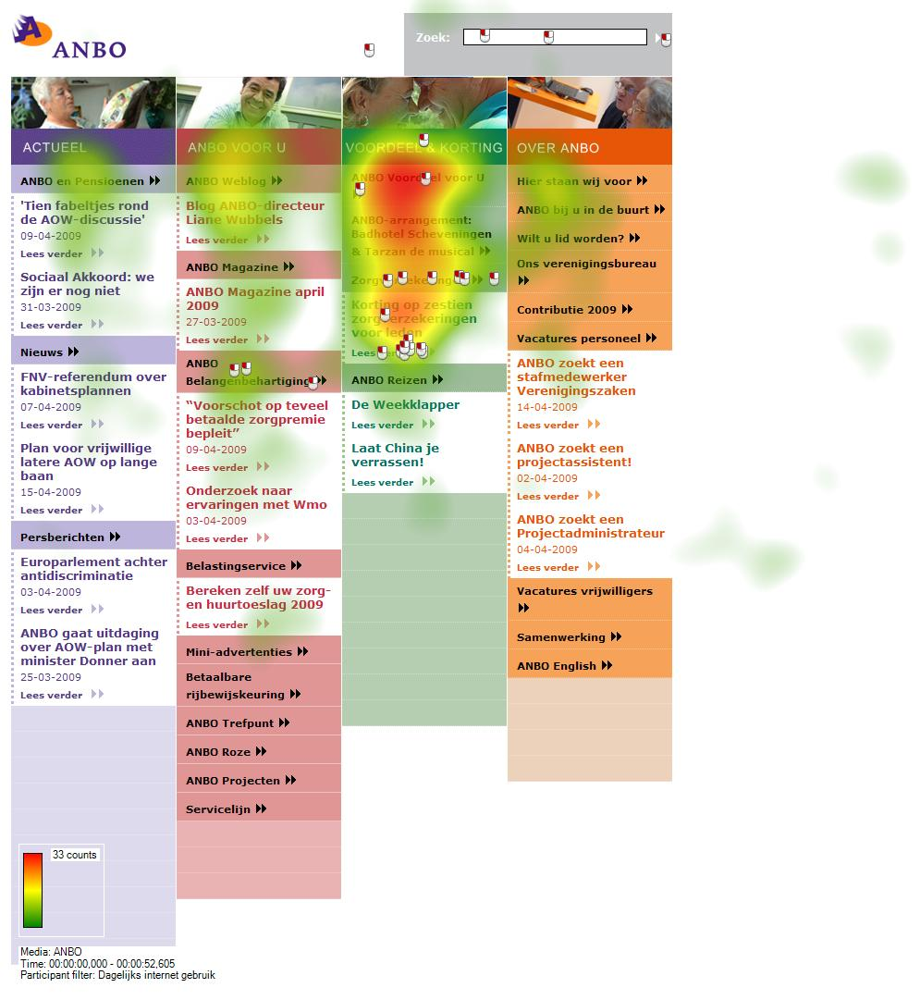 ANBO
Zoek:
ACTUEEL
ANBO en Pensioenen
'Tien fabeltjes rond
de AOW-discussie'
09-04-2009
Lees verder
Sociaal Akkoord: we
zijn er nog niet
31-03-2009
Lees verder
Nieuws
FNV-referendum over
kabinetsplannen
07-04-2009
Lees verder
Plan voor vrijwillige
latere AOW op lange
baan
15-04-2009
Lees verder
Persberichten
Europarlement achter
antidiscriminatie
03-04-2009
Lees verder
ANBO gaat uitdaging
over AOW-plan met
minister Donner aan
25-03-2009
Lees verder
ANBO VOOR U
ANBO Weblog
Blog ANBO-directeur
Liane Wubbels
Lees verder
ANBO Magazine
ANBO Magazine april
2009
27-03-2009
Lees verder
ANBO
Belangenbehartiging
“Voorschot op teveel
betaalde zorgpremie
bepleit”
09-04-2009
Lees verder
Onderzoek naar
ervaringen met Wmo
03-04-2009
Lees verder
Belastingservice
Bereken zelf uw zorg-
en huurtoeslag 2009
Lees verder
Mini-advertenties
Betaalbare
rijbewijskeuring
ANBO Trefpunt
ANBO Roze
ANBO Projecten
Servicelijn
VOORDEEL & KORTING
ANBO Voordeel voor U
ANBO-arrangement:
Badhotel Scheveningen
& Tarzan de musical
Korting op zestien
zorgverzekeringen
voor leden
Lees
ANBO Reizen
De Weekklapper
Lees verder
Laat China je
verrassen!
Lees verder
OVER ANBO
Hier staan wij voor
ANBO bij u in de buurt
Wilt u lid worden?
Ons verenigingsbureau
Contributie 2009
Vacatures personeel
ANBO zoekt een
stafmedewerker
Verenigingszaken
14-04-2009
Lees verder
ANBO zoekt een
projectassistent!
02-04-2009
Lees verder
ANBO zoekt een
Projectadministrateur
04-04-2009
Lees verder
Vacatures vrijwilligers
Samenwerking
ANBO English
33 counts
Media: ANBO
Time: 00:00:00,000 - 00:00:52,605
Participant filter: Dagelijks internet gebruik